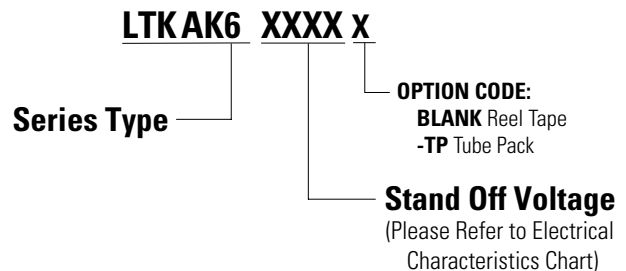 LTKAK6 XXXX X
OPTION CODE:
BLANK Reel Tape
-TP Tube Pack
Series Type
Stand Off Voltage
(Please Refer to Electrical
Characteristics Chart)